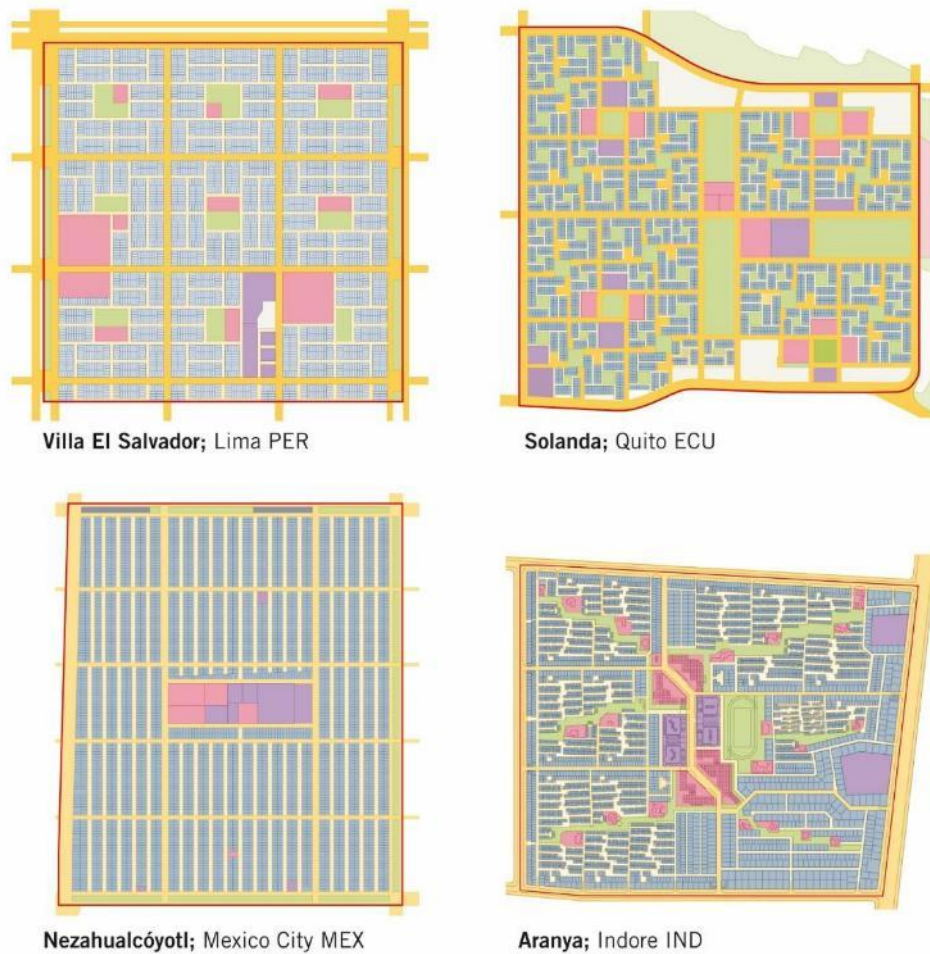 Villa El Salvador; Lima PER
Solanda; Quito ECU
Nezahualcóyotl; Mexico City MEX
Aranya; Indore IND